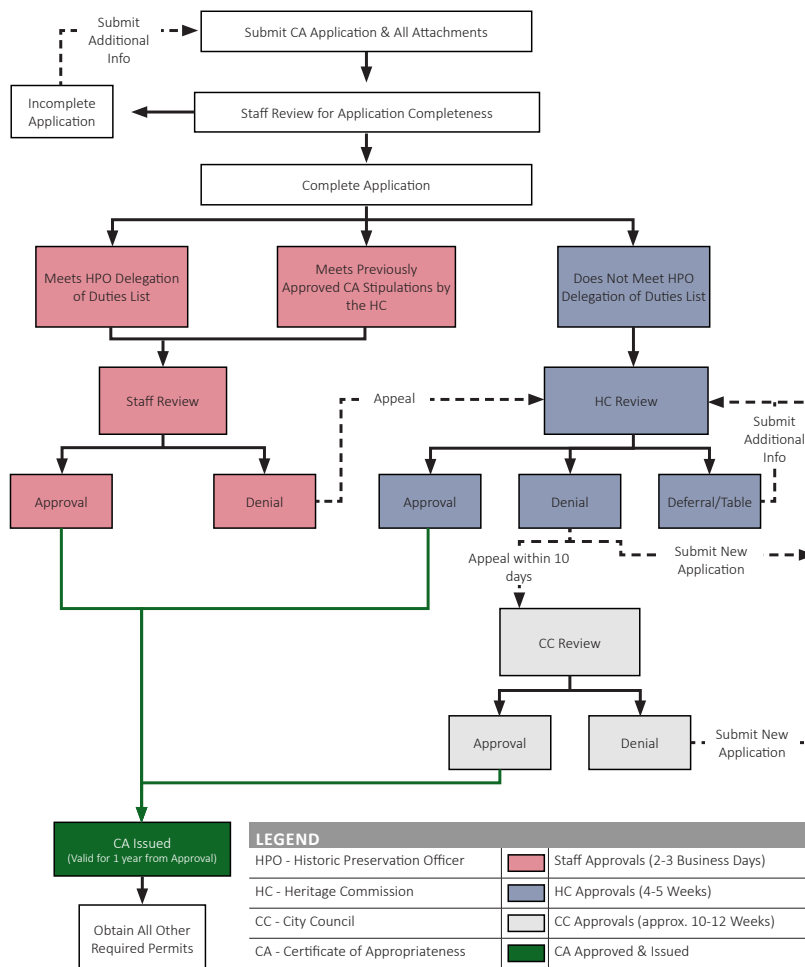 Submit
Additional
Info
Submit CA Application & All Attachments
Incomplete
Application
Staff Review for Application Completeness
Complete Application
Meets HPO Delegation
of Duties List
Meets Previously
Approved CA Stipulations by
the HC
Does Not Meet HPO
Delegation of Duties List
Staff Review
Appeal
HC Review
Submit
Additional
Info
Approval
Denial
Approval
Denial
Deferral/Table
Appeal within 10
days
Submit New
Application
CC Review
Approval
Denial
Submit New
Application
CA Issued
(Valid for 1 year from Approval)
Obtain All Other
Required Permits
LEGEND
HPO - Historic Preservation Officer
Staff Approvals (2-3 Business Days)
HC - Heritage Commission
HC Approvals (4-5 Weeks)
CC - City Council
CC Approvals (approx. 10-12 Weeks)
CA - Certificate of Appropriateness
CA Approved & Issued